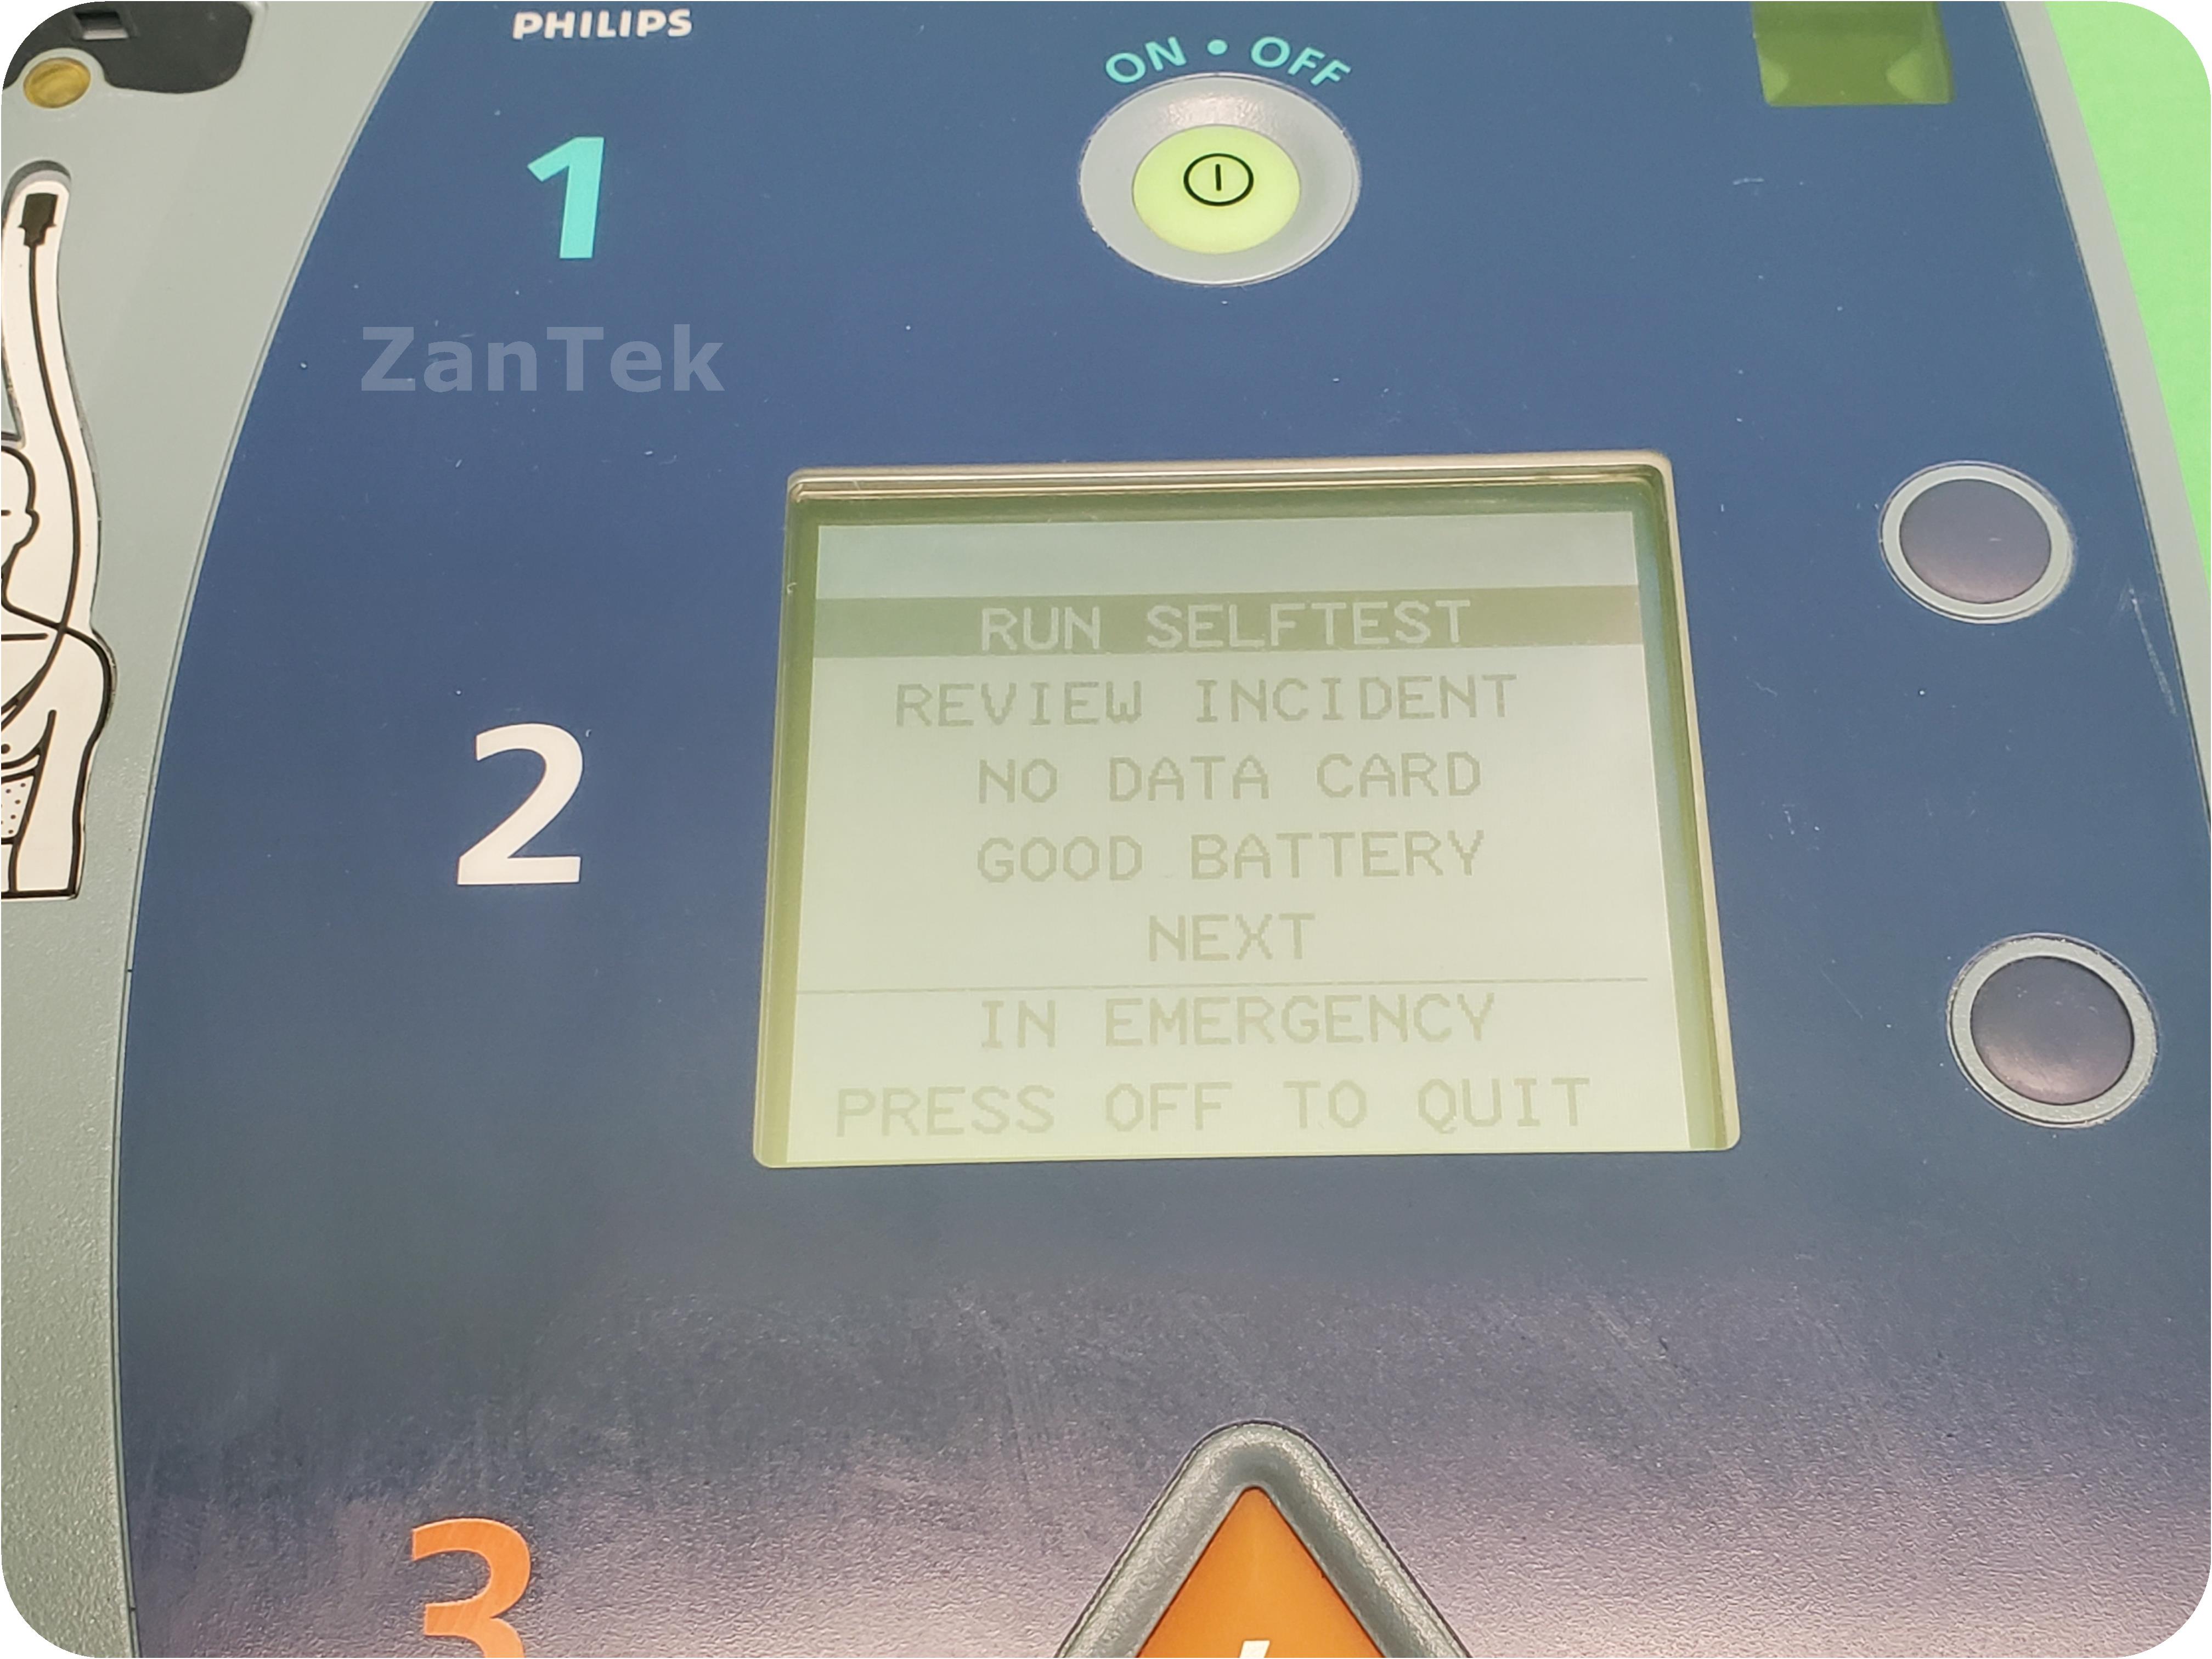 PHILIPS
ON • OFF
1
ZanTek
RUN SELFTEST
REVIEW INCIDENT
NO DATA CARD
2
GOOD BATTERY
NEXT
IN EMERGENCY
PRESS OFF TO QUIT
3